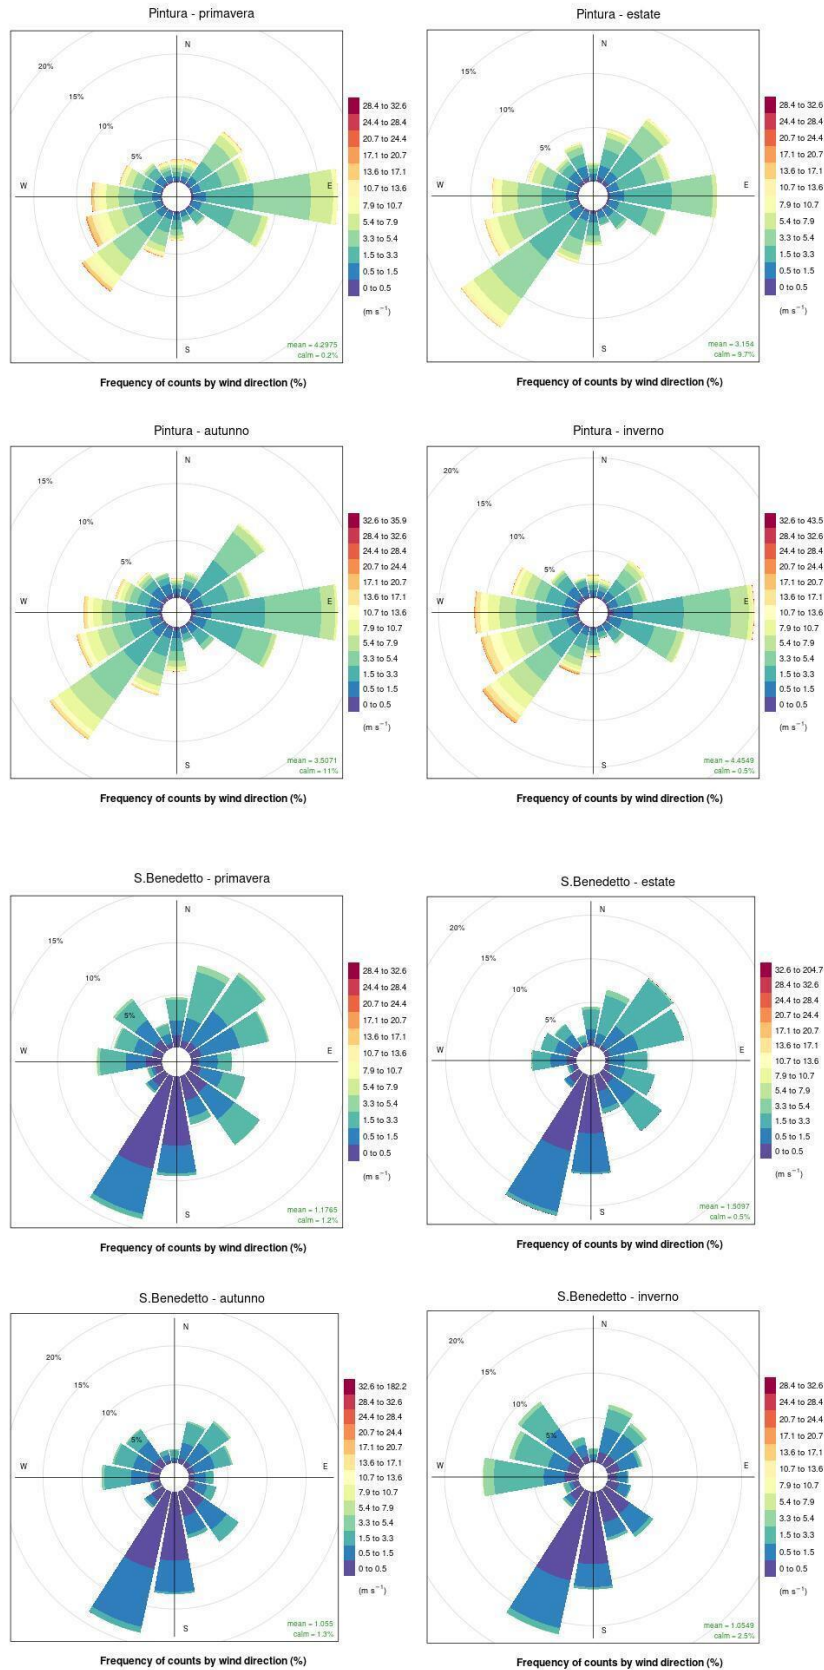 Pintura - primavera
N
20%
15%
10%
5%
W
E
S
28.4 to 32.6
24.4 to 28.4
20.7 to 24.4
17.1 to 20.7
13.6 to 17.1
10.7 to 13.6
7.9 to 10.7
5.4 to 7.9
3.3 to 5.4
1.5 to 3.3
0.5 to 1.5
0 to 0.5
(m s⁻¹)
mean = 4.2975
calm = 0.2%
Frequency of counts by wind direction (%)
Pintura - estate
N
15%
10%
5%
W
E
S
28.4 to 32.6
24.4 to 28.4
20.7 to 24.4
17.1 to 20.7
13.6 to 17.1
10.7 to 13.6
7.9 to 10.7
5.4 to 7.9
3.3 to 5.4
1.5 to 3.3
0.5 to 1.5
0 to 0.5
(m s⁻¹)
mean = 3.154
calm = 9.7%
Frequency of counts by wind direction (%)
Pintura - autunno
N
15%
10%
5%
W
E
S
32.6 to 35.9
28.4 to 32.6
24.4 to 28.4
20.7 to 24.4
17.1 to 20.7
13.6 to 17.1
10.7 to 13.6
7.9 to 10.7
5.4 to 7.9
3.3 to 5.4
1.5 to 3.3
0.5 to 1.5
0 to 0.5
(m s⁻¹)
mean = 3.5071
calm = 11%
Frequency of counts by wind direction (%)
Pintura - inverno
N
20%
15%
10%
5%
W
E
S
32.6 to 43.5
28.4 to 32.6
24.4 to 28.4
20.7 to 24.4
17.1 to 20.7
13.6 to 17.1
10.7 to 13.6
7.9 to 10.7
5.4 to 7.9
3.3 to 5.4
1.5 to 3.3
0.5 to 1.5
0 to 0.5
(m s⁻¹)
mean = 4.4549
calm = 0.5%
Frequency of counts by wind direction (%)
S.Benedetto - primavera
N
15%
10%
5%
W
E
S
28.4 to 32.6
24.4 to 28.4
20.7 to 24.4
17.1 to 20.7
13.6 to 17.1
10.7 to 13.6
7.9 to 10.7
5.4 to 7.9
3.3 to 5.4
1.5 to 3.3
0.5 to 1.5
0 to 0.5
(m s⁻¹)
mean = 1.1765
calm = 1.2%
Frequency of counts by wind direction (%)
S.Benedetto - estate
N
20%
15%
10%
5%
W
E
S
32.6 to 204.7
28.4 to 32.6
24.4 to 28.4
20.7 to 24.4
17.1 to 20.7
13.6 to 17.1
10.7 to 13.6
7.9 to 10.7
5.4 to 7.9
3.3 to 5.4
1.5 to 3.3
0.5 to 1.5
0 to 0.5
(m s⁻¹)
calm = 0.5%
Frequency of counts by wind direction (%)
S.Benedetto - autunno
N
20%
15%
10%
5%
W
E
S
32.6 to 182.2
28.4 to 32.6
24.4 to 28.4
20.7 to 24.4
17.1 to 20.7
13.6 to 17.1
10.7 to 13.6
7.9 to 10.7
5.4 to 7.9
3.3 to 5.4
1.5 to 3.3
0.5 to 1.5
0 to 0.5
(m s⁻¹)
mean = 1.055
calm = 1.3%
Frequency of counts by wind direction (%)
S.Benedetto - inverno
N
20%
15%
10%
5%
W
E
S
28.4 to 32.6
24.4 to 28.4
20.7 to 24.4
17.1 to 20.7
13.6 to 17.1
10.7 to 13.6
7.9 to 10.7
5.4 to 7.9
3.3 to 5.4
1.5 to 3.3
0.5 to 1.5
0 to 0.5
(m s⁻¹)
mean = 1.0549
calm = 2.5%
Frequency of counts by wind direction (%)